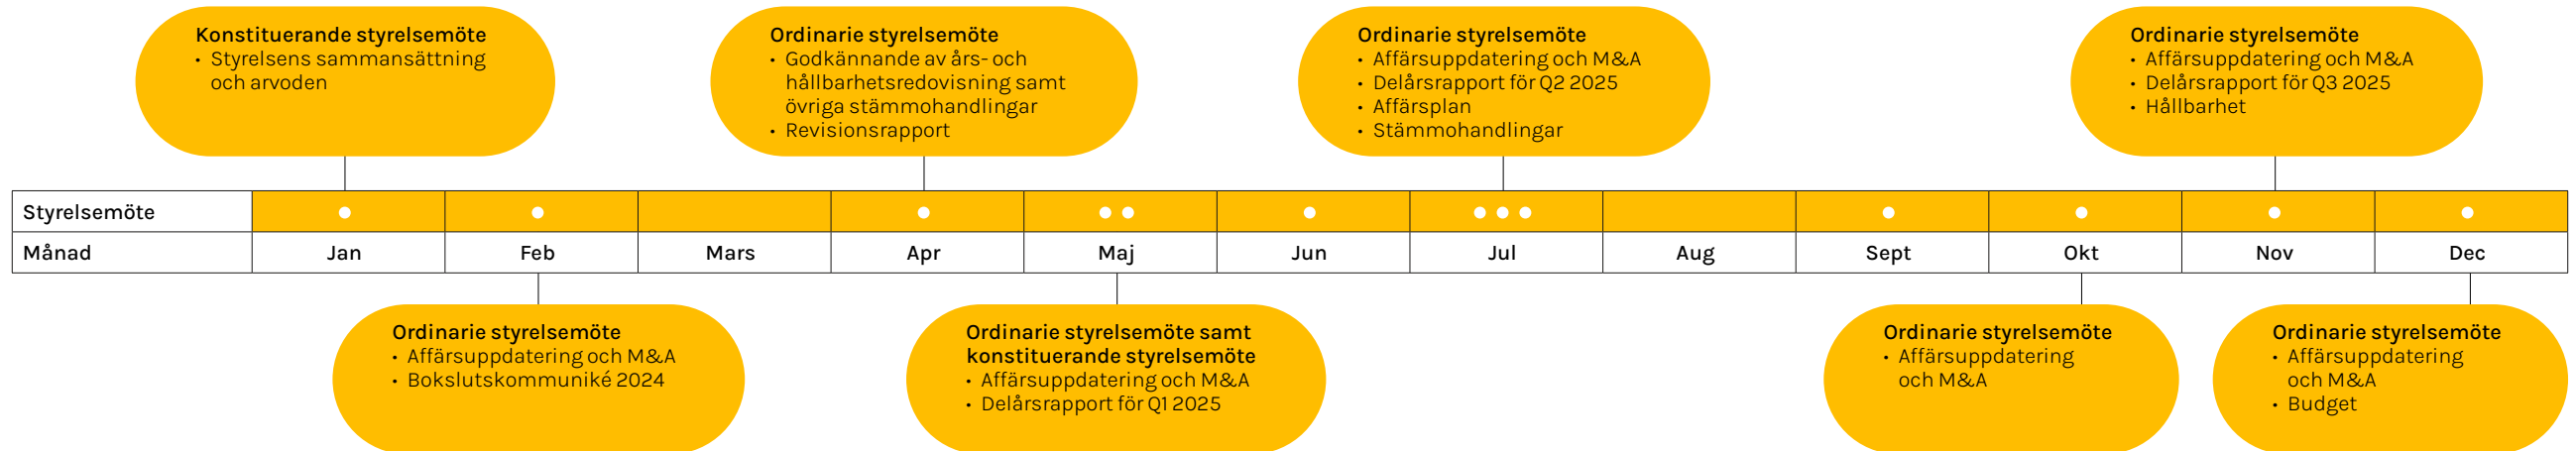 Konstituerande styrelsemöte
• Styrelsens sammansättning
och arvoden
Ordinarie styrelsemöte
• Godkännande av års- och
hållbarhetsredovisning samt
övriga stämmohandlingar
• Revisionsrapport
Ordinarie styrelsemöte
• Affärsuppdatering och M&A
• Delårsrapport för Q2 2025
• Affärsplan
• Stämmohandlingar
Ordinarie styrelsemöte
• Affärsuppdatering och M&A
• Delårsrapport för Q3 2025
• Hållbarhet
Styrelsemöte
Månad Jan Feb Mars Apr Maj Jun Jul Aug Sept Okt Nov Dec
Ordinarie styrelsemöte
• Affärsuppdatering och M&A
• Bokslutskommuniké 2024
Ordinarie styrelsemöte samt
konstituerande styrelsemöte
• Affärsuppdatering och M&A
• Delårsrapport för Q1 2025
Ordinarie styrelsemöte
• Affärsuppdatering
och M&A
Ordinarie styrelsemöte
• Affärsuppdatering
och M&A
• Budget